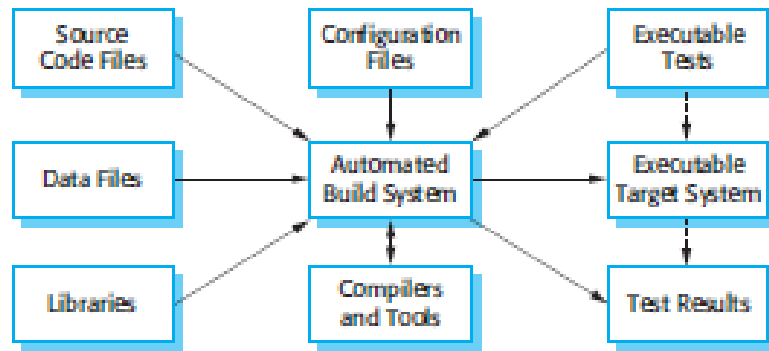 Source
Code Files
Configuration
Files
Executable
Tests
Data Files
Automated
Build System
Executable
Target System
Libraries
Compilers
and Tools
Test Results